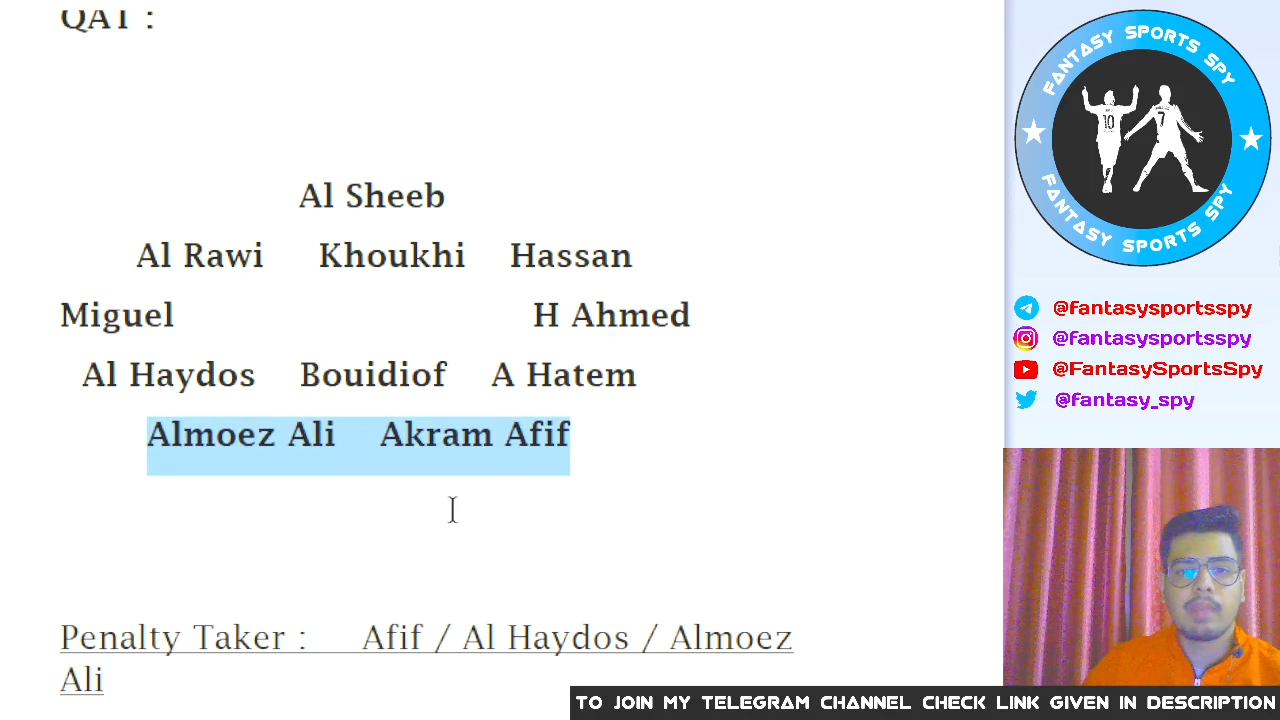 QAT :
Al Sheeb
Al Rawi Khoukhi Hassan
Miguel H Ahmed
Al Haydos Bouidiof A Hatem
Almoez Ali Akram Afif
Penalty Taker : Afif / Al Haydos / Almoez
Ali
FANTASY SPORTS SPY
10
7
FANTASY SPORTS SPY
@fantasysportsspy
@fantasysportsspy
@FantasySportsSpy
@fantasy_spy
TO JOIN MY TELEGRAM CHANNEL CHECK LINK GIVEN IN DESCRIPTION